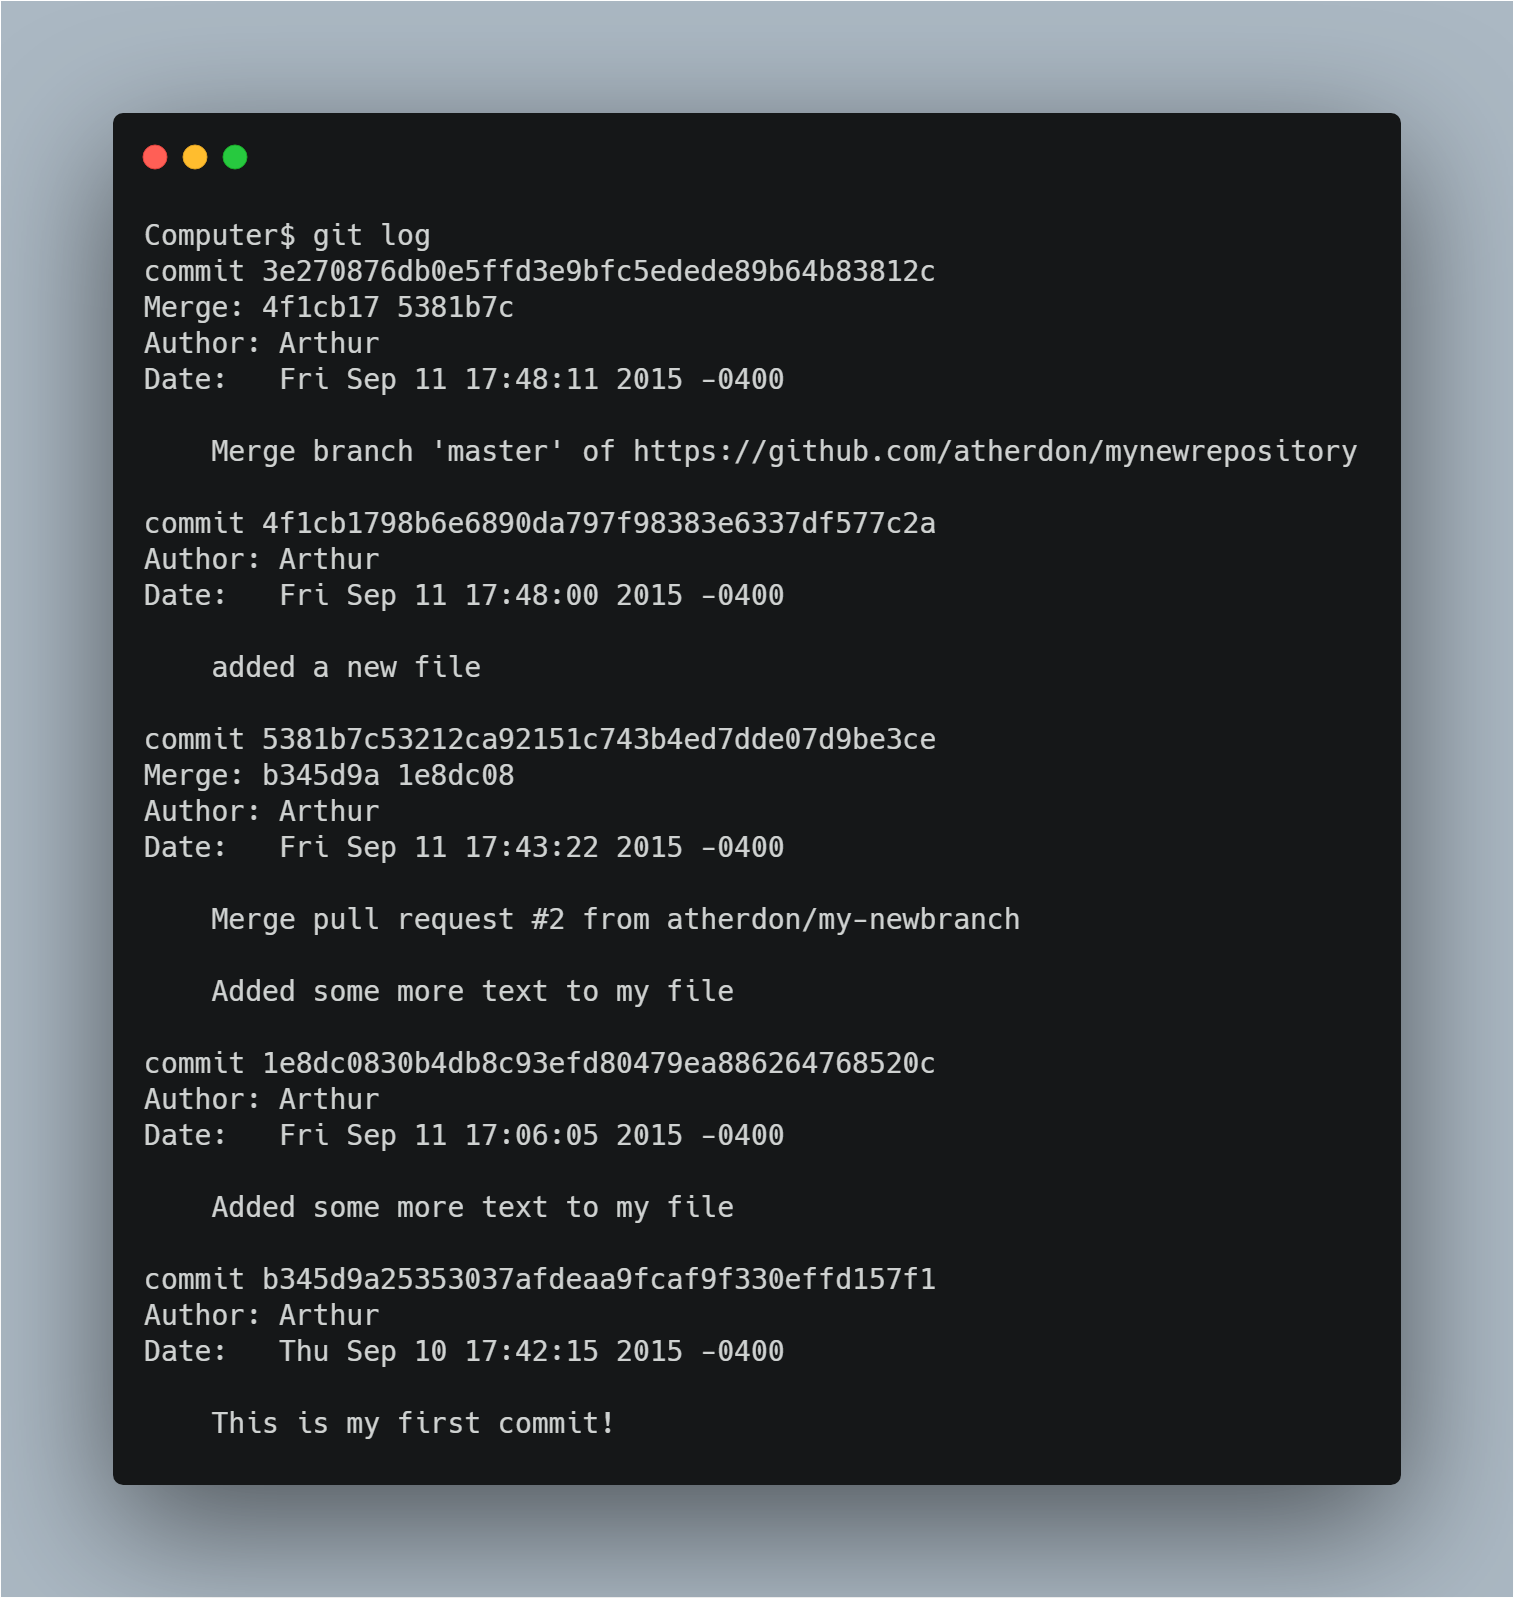 Computer$ git log
commit 3e270876db0e5ffd3e9bfc5edede89b64b83812c
Merge: 4f1cb17 5381b7c
Author: Arthur
Date:   Fri Sep 11 17:48:11 2015 -0400
    Merge branch 'master' of https://github.com/atherdon/mynewrepository
commit 4f1cb1798b6e6890da797f98383e6337df577c2a
Author: Arthur
Date:   Fri Sep 11 17:48:00 2015 -0400
    added a new file
commit 5381b7c53212ca92151c743b4ed7dde07d9be3ce
Merge: b345d9a 1e8dc08
Author: Arthur
Date:   Fri Sep 11 17:43:22 2015 -0400
    Merge pull request #2 from atherdon/my-newbranch
    Added some more text to my file
commit 1e8dc0830b4db8c93efd80479ea886264768520c
Author: Arthur
Date:   Fri Sep 11 17:06:05 2015 -0400
    Added some more text to my file
commit b345d9a25353037afdeaa9fcaf9f330effd157f1
Author: Arthur
Date:   Thu Sep 10 17:42:15 2015 -0400
    This is my first commit!